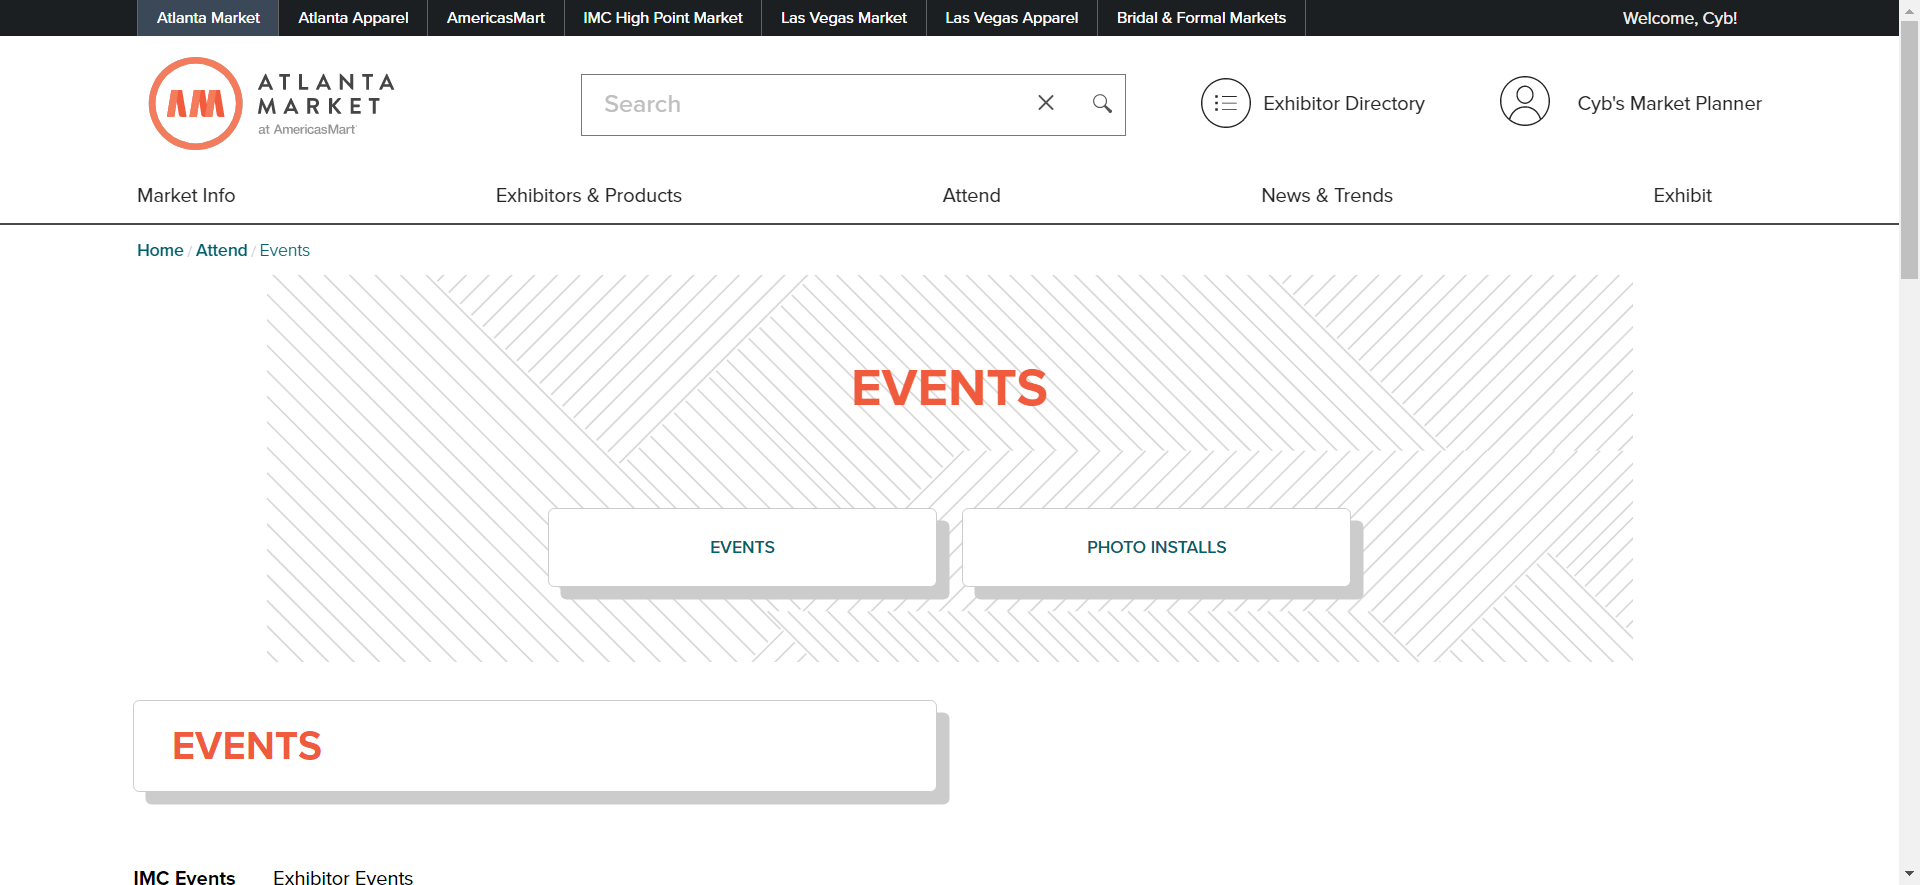 Atlanta Market Atlanta Apparel AmericasMart IMC High Point Market Las Vegas Market Las Vegas Apparel Bridal & Formal Markets Welcome, Cyb!
AM ATLANTA MARKET at AmericasMart
Search
Exhibitor Directory
Cyb's Market Planner
Market Info Exhibitors & Products Attend News & Trends Exhibit
Home / Attend / Events
EVENTS
EVENTS PHOTO INSTALLS
EVENTS
IMC Events Exhibitor Events